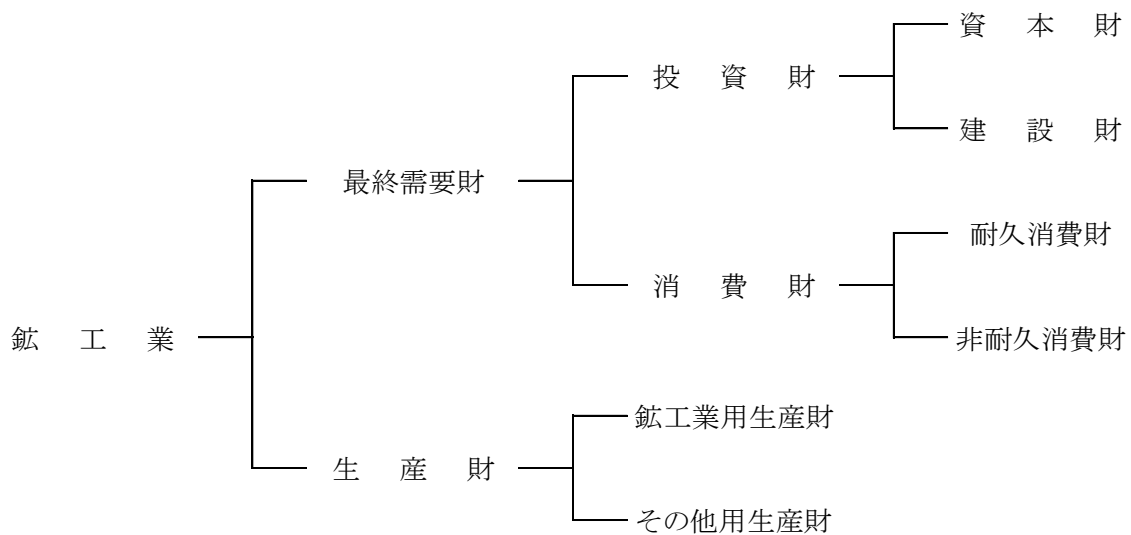 資本財
投資財
建設財
最終需要財
耐久消費財
消費財
鉱工業
非耐久消費財
鉱工業用生産財
生産財
その他用生産財